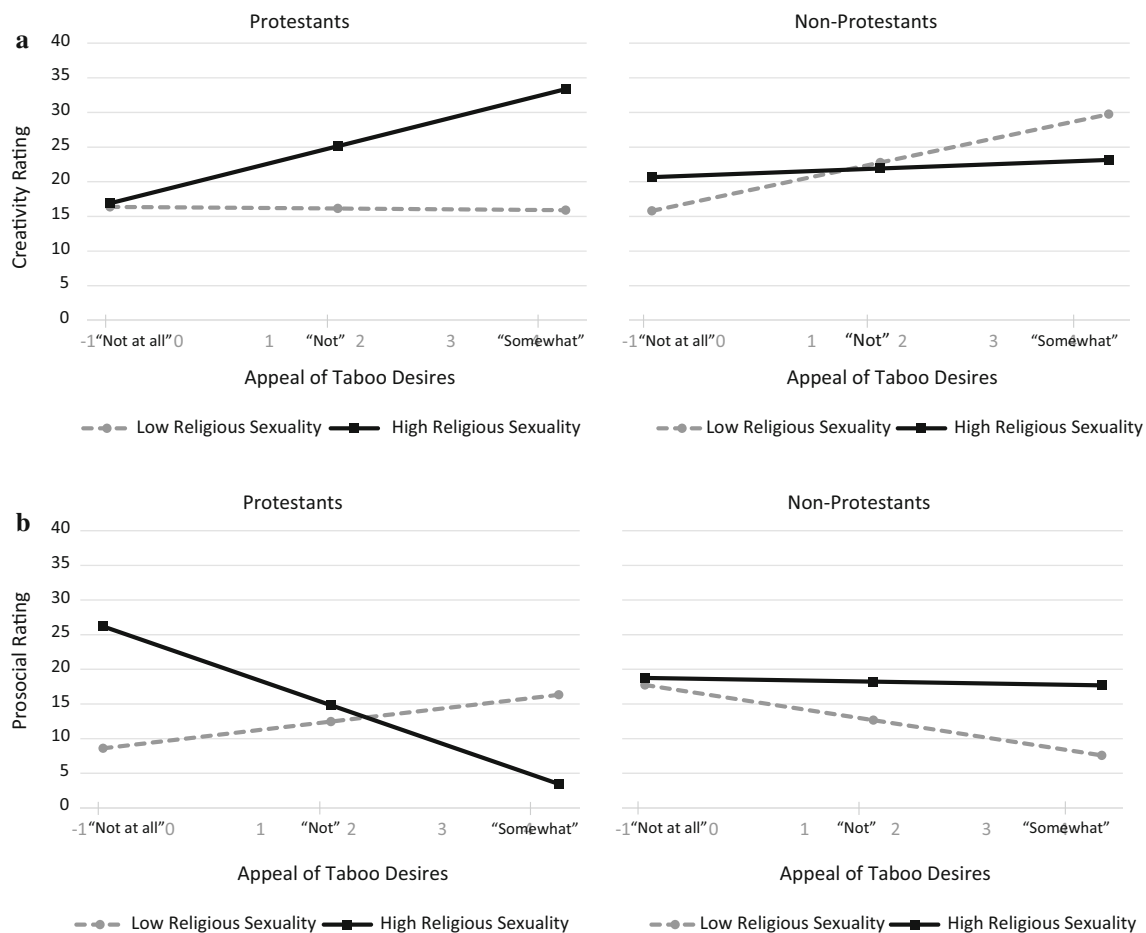 a
Protestants
Non-Protestants
40
35
30
25
20
15
10
5
0
Creativity Rating
-1 "Not at all" 0 1 "Not" 2 3 "Somewhat" 4
-1 "Not at all" 0 1 "Not" 2 3 "Somewhat" 4
Appeal of Taboo Desires
Appeal of Taboo Desires
Low Religious Sexuality High Religious Sexuality
Low Religious Sexuality High Religious Sexuality
b
Protestants
Non-Protestants
40
35
30
25
20
15
10
5
0
Prosocial Rating
-1 "Not at all" 0 1 "Not" 2 3 "Somewhat" 4
-1 "Not at all" 0 1 "Not" 2 3 "Somewhat" 4
Appeal of Taboo Desires
Appeal of Taboo Desires
Low Religious Sexuality High Religious Sexuality
Low Religious Sexuality High Religious Sexuality